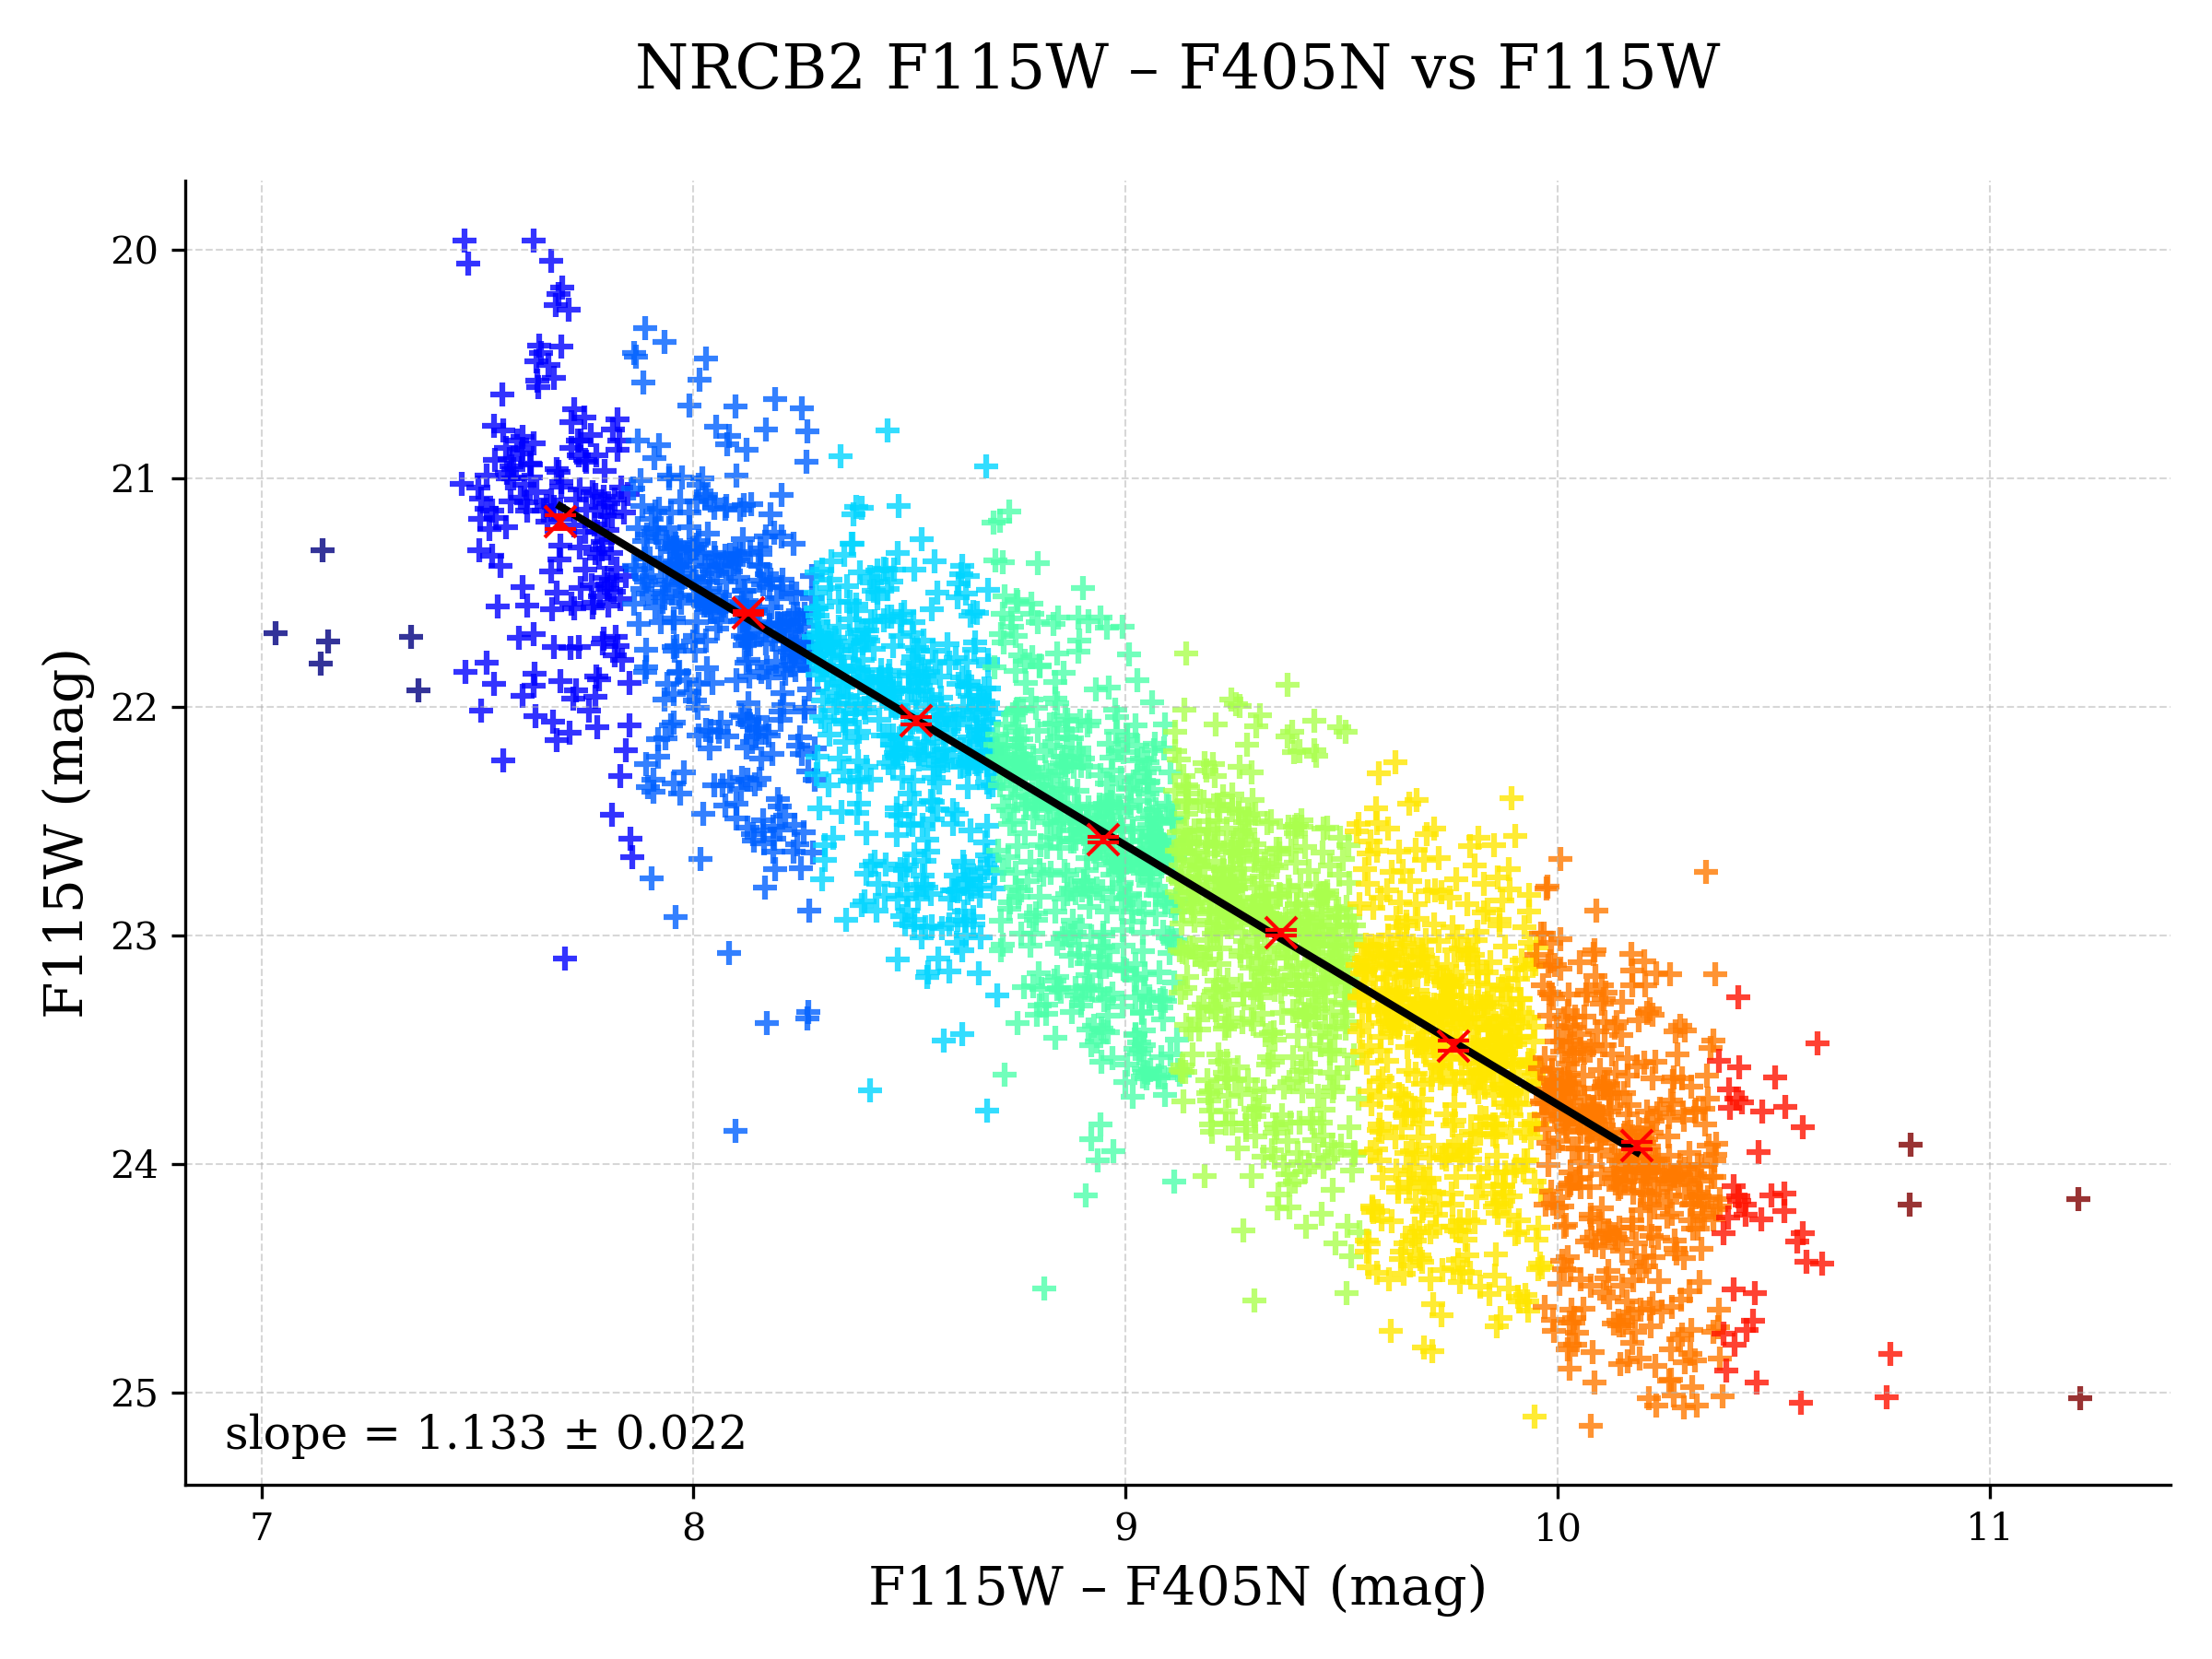 NRCB2 F115W – F405N vs F115W
20
21
22
23
24
25
F115W (mag)
slope = 1.133 ± 0.022
7 8 9 10 11
F115W – F405N (mag)